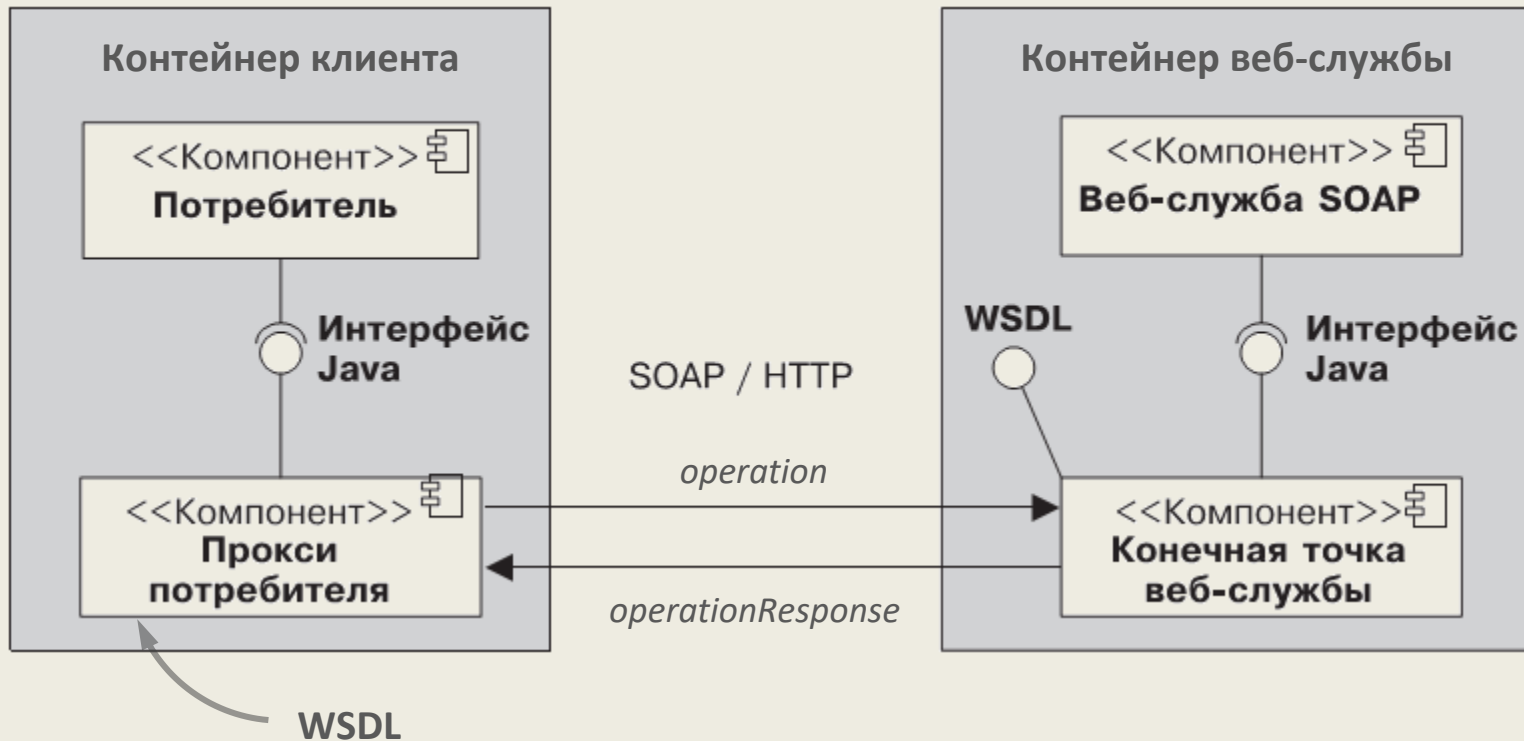 Контейнер клиента
<<Компонент>>
Потребитель
Интерфейс
Java
<<Компонент>>
Прокси
потребителя
WSDL
SOAP / HTTP
operation
operationResponse
Контейнер веб-службы
<<Компонент>>
Веб-служба SOAP
WSDL
Интерфейс
Java
<<Компонент>>
Конечная точка
веб-службы